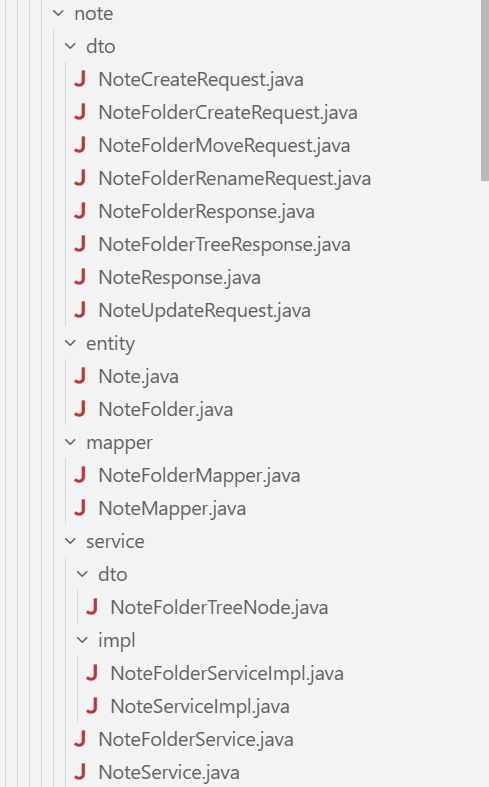 note
dto
NoteCreateRequest.java
NoteFolderCreateRequest.java
NoteFolderMoveRequest.java
NoteFolderRenameRequest.java
NoteFolderResponse.java
NoteFolderTreeResponse.java
NoteResponse.java
NoteUpdateRequest.java
entity
Note.java
NoteFolder.java
mapper
NoteFolderMapper.java
NoteMapper.java
service
dto
NoteFolderTreeNode.java
impl
NoteFolderServiceImpl.java
NoteServiceImpl.java
NoteFolderService.java
NoteService.java